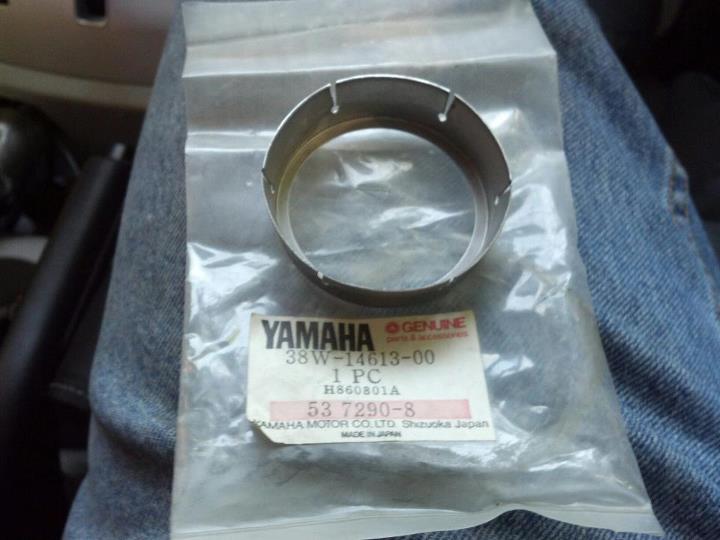 YAMAHA GENUINE
parts & accessories
38W-14613-00
1 PC
H860801A
53 7290-8
YAMAHA MOTOR CO., LTD. Shizuoka Japan
MADE IN JAPAN